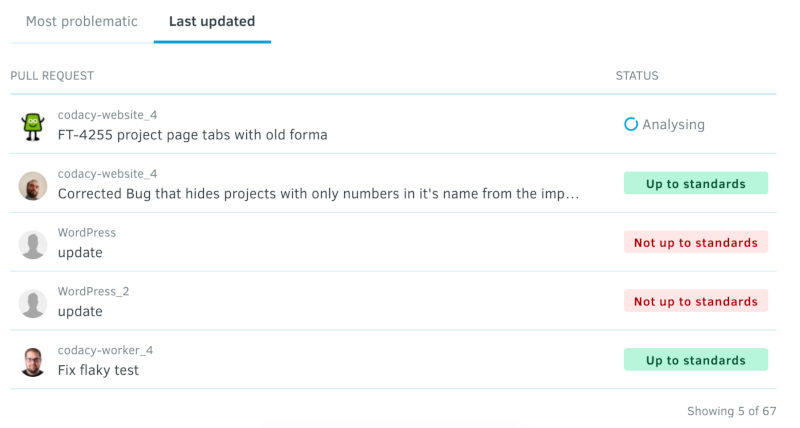 Most problematic
Last updated
PULL REQUEST
STATUS
codacy-website_4
FT-4255 project page tabs with old forma
Analysing
codacy-website_4
Corrected Bug that hides projects with only numbers in it's name from the imp...
Up to standards
WordPress
update
Not up to standards
WordPress_2
update
Not up to standards
codacy-worker_4
Fix flaky test
Up to standards
Showing 5 of 67